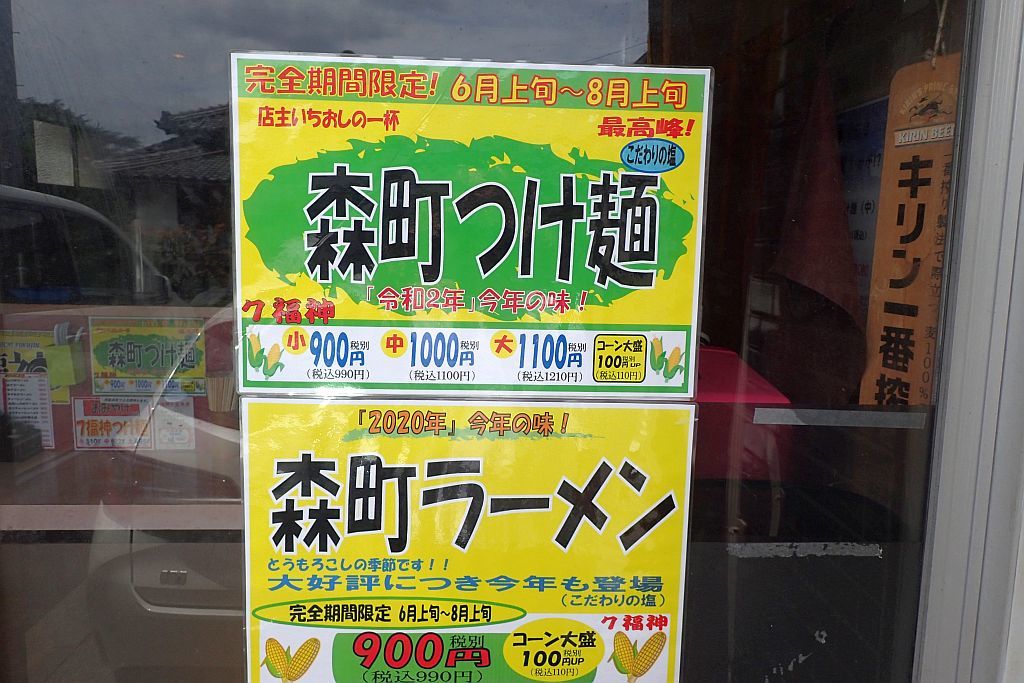 完全期間限定! 6月上旬～8月上旬
店主いちおしの一杯
最高峰!
こだわりの塩
森町つけ麺
「令和2年」今年の味！
7福神
小 900円 税別
(税込990円)
中 1000円 税別
(税込1100円)
大 1100円 税別
(税込1210円)
コーン大盛
100円UP 税別
(税込110円)
「2020年」今年の味！
森町ラーメン
とうもろこしの季節です！！
大好評につき今年も登場
(こだわりの塩)
完全期間限定 6月上旬～8月上旬
7福神
900円 税別
(税込990円)
コーン大盛
100円UP 税別
(税込110円)
KIRIN BEER
キリン一番搾
森町つけ麺
7福神つけ麺